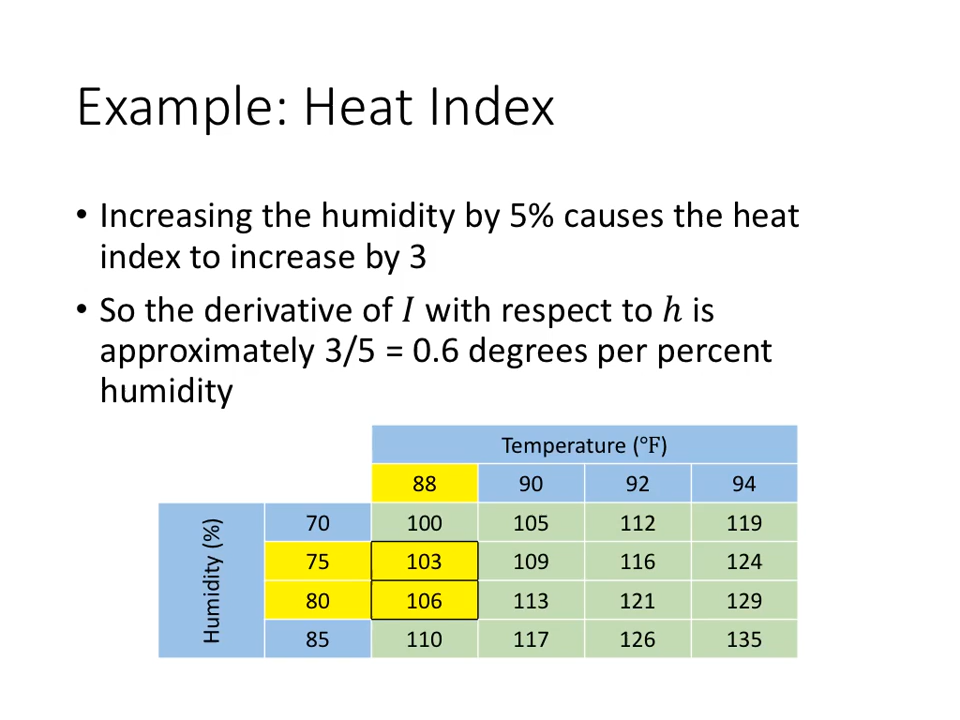 Example: Heat Index
• Increasing the humidity by 5% causes the heat
index to increase by 3
• So the derivative of I with respect to h is
approximately 3/5 = 0.6 degrees per percent
humidity
Temperature (°F)
88 90 92 94
Humidity (%)
70 100 105 112 119
75 103 109 116 124
80 106 113 121 129
85 110 117 126 135